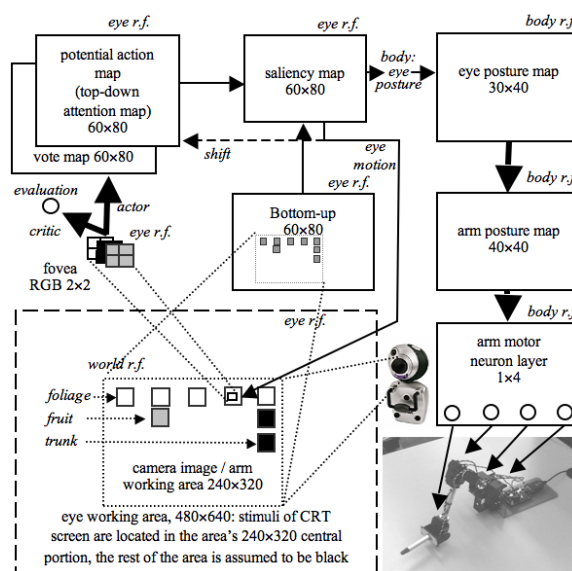 eye r.f.
potential action
map
(top-down
attention map)
60×80
vote map 60×80
eye r.f.
saliency map
60×80
body:
eye
posture
body r.f.
eye posture map
30×40
shift
eye
motion
evaluation
actor
critic
eye r.f.
fovea
RGB 2×2
eye r.f.
Bottom-up
60×80
body r.f.
arm posture map
40×40
body r.f.
arm motor
neuron layer
1×4
eye r.f.
world r.f.
foliage
fruit
trunk
camera image / arm
working area 240×320
eye working area, 480×640: stimuli of CRT
screen are located in the area's 240×320 central
portion, the rest of the area is assumed to be black